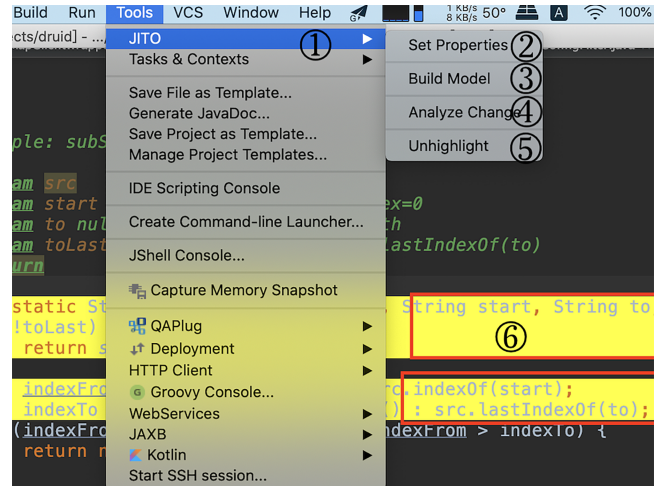 Build Run Tools VCS Window Help 1 KB/s 8 KB/s 50° A 100%
ects/druid] - .../
JITO ①
Tasks & Contexts
Save File as Template...
Generate JavaDoc...
Save Project as Template...
Manage Project Templates...
IDE Scripting Console
Create Command-line Launcher...
JShell Console...
Capture Memory Snapshot
QAPlug
Deployment
HTTP Client
Groovy Console...
WebServices
JAXB
Kotlin
Start SSH session...
Set Properties ②
Build Model ③
Analyze Change ④
Unhighlight ⑤
ple: subS
am src
am start ex=0
am to nul th
am toLast lastIndexOf(to)
urn
static St , String start, String to
!toLast) ⑥
return s
indexFrom rc.indexOf(start);
indexTo () : src.lastIndexOf(to);
(indexFrom ndexFrom > indexTo) {
return n